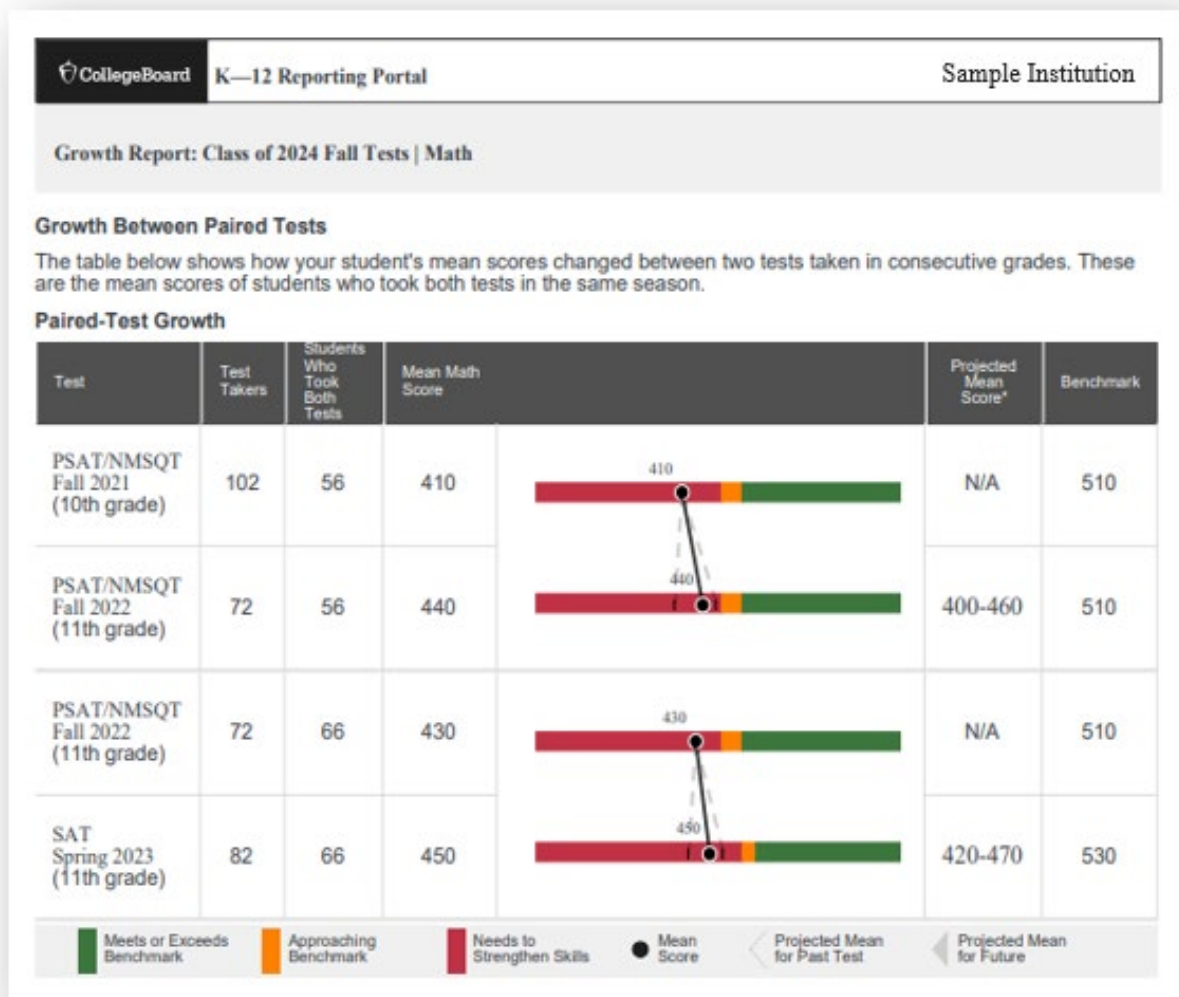 CollegeBoard K—12 Reporting Portal Sample Institution
Growth Report: Class of 2024 Fall Tests | Math
Growth Between Paired Tests
The table below shows how your student's mean scores changed between two tests taken in consecutive grades. These
are the mean scores of students who took both tests in the same season.
Paired-Test Growth
Test
Test
Takers
Students
Who
Took
Both
Tests
Mean Math
Score
Projected
Mean
Score*
Benchmark
PSAT/NMSQT
Fall 2021
(10th grade)
102
56
410
410
N/A
510
PSAT/NMSQT
Fall 2022
(11th grade)
72
56
440
440
400-460
510
PSAT/NMSQT
Fall 2022
(11th grade)
72
66
430
430
N/A
510
SAT
Spring 2023
(11th grade)
82
66
450
450
420-470
530
Meets or Exceeds
Benchmark
Approaching
Benchmark
Needs to
Strengthen Skills
Mean
Score
Projected Mean
for Past Test
Projected Mean
for Future